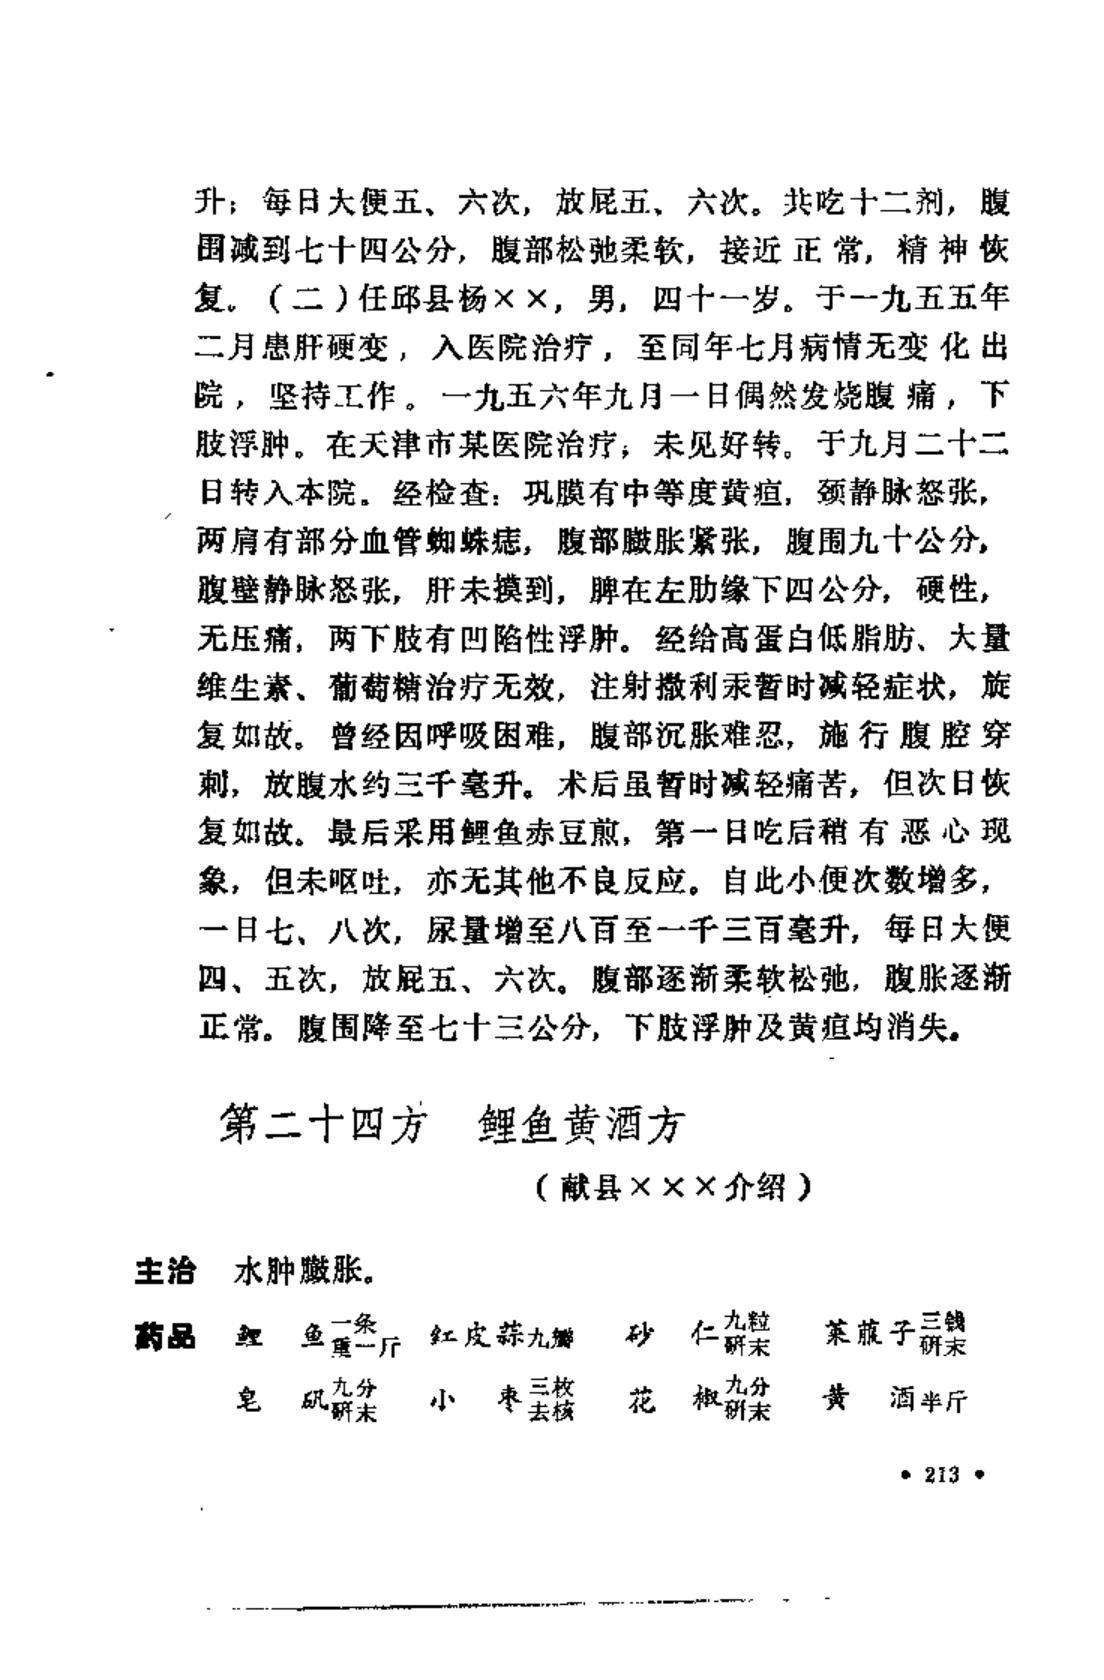 升；每日大便五、六次，放屁五、六次。共吃十二剂，腹
围减到七十四公分，腹部松弛柔软，接近正常，精神恢
复。（二）任邱县杨××，男，四十一岁。于一九五五年
二月患肝硬变，入医院治疗，至同年七月病情无变化出
院，坚持工作。一九五六年九月一日偶然发烧腹痛，下
肢浮肿。在天津市某医院治疗；未见好转。于九月二十二
日转入本院。经检查：巩膜有中等度黄疸，颈静脉怒张，
两肩有部分血管蜘蛛痣，腹部臌胀紧张，腹围九十公分，
腹壁静脉怒张，肝未摸到，脾在左肋缘下四公分，硬性，
无压痛，两下肢有凹陷性浮肿。经给高蛋白低脂肪、大量
维生素、葡萄糖治疗无效，注射撒利汞暂时减轻症状，旋
复如故。曾经因呼吸困难，腹部沉胀难忍，施行腹腔穿
刺，放腹水约三千毫升。术后虽暂时减轻痛苦，但次日恢
复如故。最后采用鲤鱼赤豆煎，第一日吃后稍有恶心现
象，但未呕吐，亦无其他不良反应。自此小便次数增多，
一日七、八次，尿量增至八百至一千三百毫升，每日大便
四、五次，放屁五、六次。腹部逐渐柔软松弛，腹胀逐渐
正常。腹围降至七十三公分，下肢浮肿及黄疸均消失。
第二十四方 鲤鱼黄酒方
（献县×××介绍）
主治 水肿臌胀。
药品 鲤鱼一条重一斤 红皮蒜九瓣 砂仁九粒研末 莱菔子三钱研末
皂矾九分研末 小枣三枚去核 花椒九分研末 黄酒半斤
• 213 •